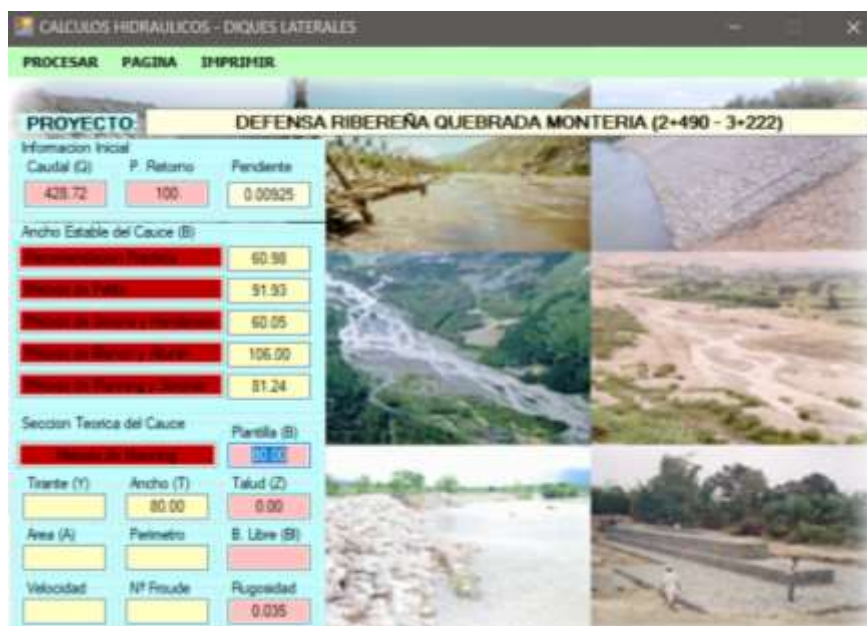 CALCULOS HIDRAULICOS - DIQUES LATERALES
PROCESAR PAGINA IMPRIMIR
PROYECTO: DEFENSA RIBEREÑA QUEBRADA MONTERIA (2+490 - 3+222)
Informacion Inicial
Caudal (Q) P. Retorno Pendiente
428.72 100 0.00925
Ancho Estable del Cauce (B)
60.98
91.93
60.05
106.00
81.24
Seccion Teorica del Cauce
Plantilla (B)
80.00
Tirante (Y) Ancho (T) Talud (Z)
80.00 0.00
Area (A) Perimetro B. Libre (Bl)
Velocidad Nº Froude Rugosidad
0.035